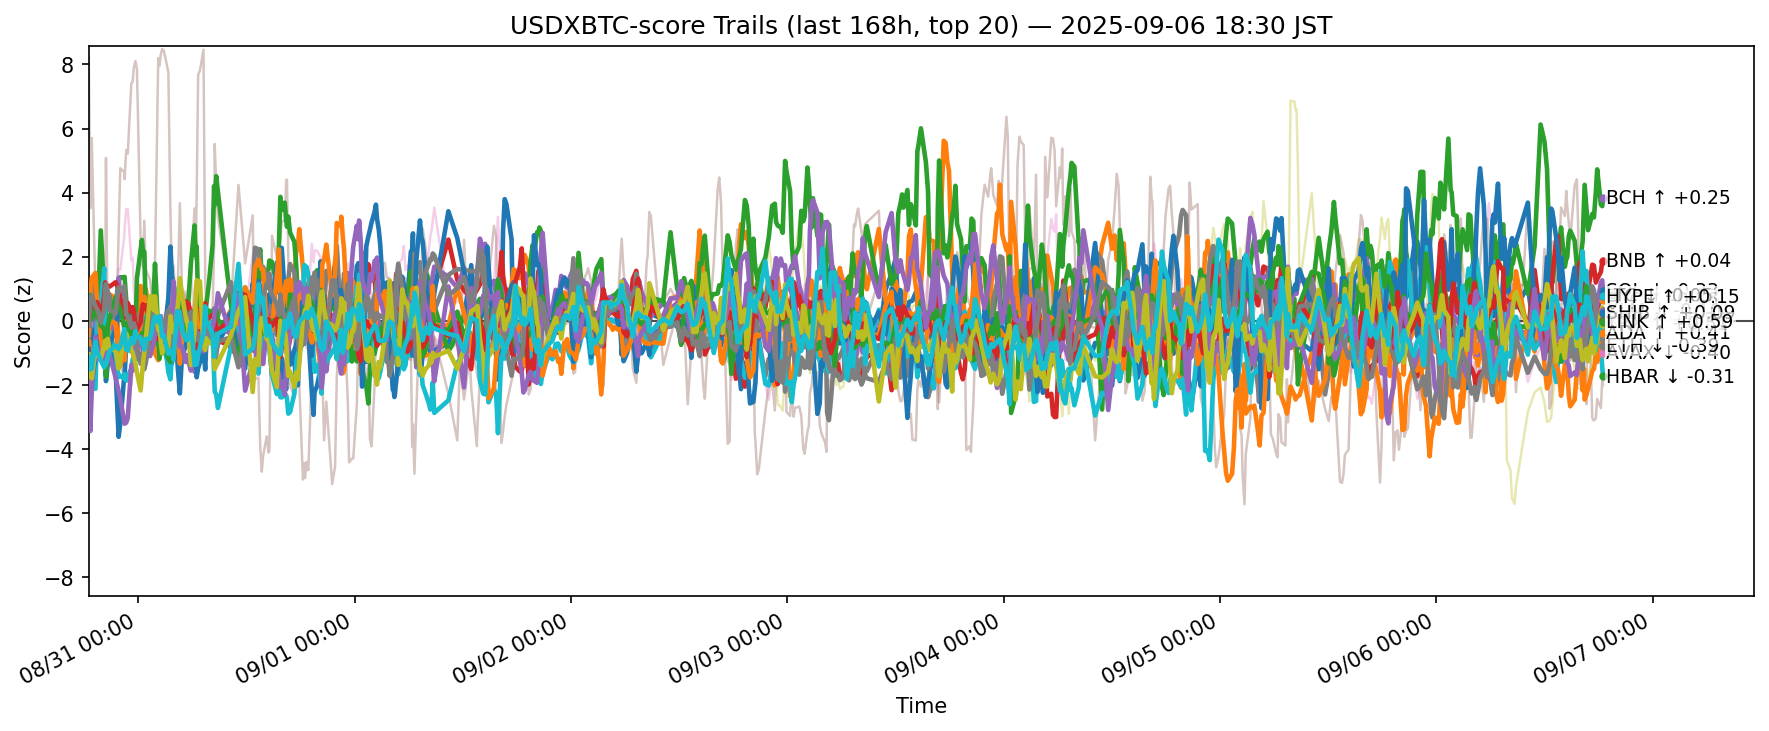 USDXBTC-score Trails (last 168h, top 20) — 2025-09-06 18:30 JST
Score (z)
8
6
4
2
0
−2
−4
−6
−8
BCH ↑ +0.25
BNB ↑ +0.04
HYPE ↑ +0.15
LINK ↑ +0.59
HBAR ↓ -0.31
08/31 00:00
09/01 00:00
09/02 00:00
09/03 00:00
09/04 00:00
09/05 00:00
09/06 00:00
09/07 00:00
Time